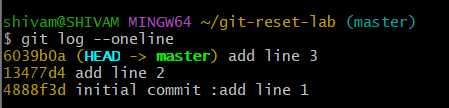 shivam@SHIVAM MINGW64 ~/git-reset-lab (master)
$ git log --oneline
6039b0a (HEAD -> master) add line 3
13477d4 add line 2
4888f3d initial commit :add line 1